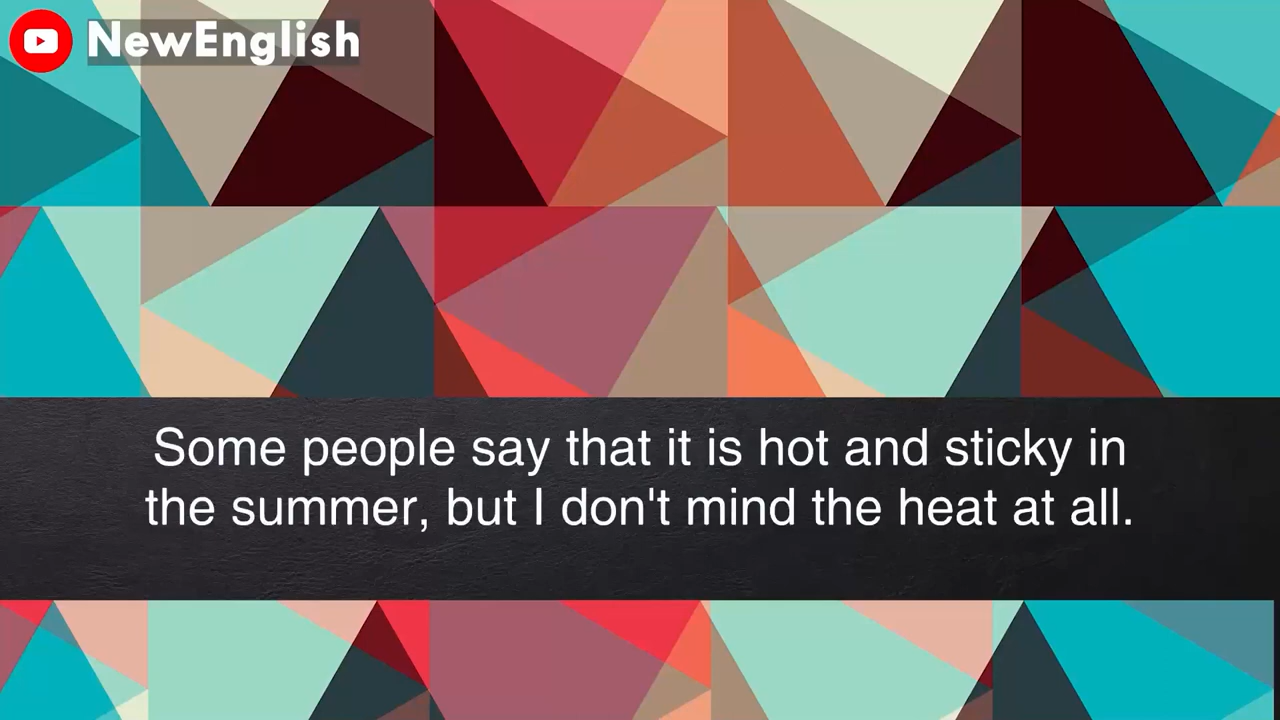 NewEnglish
Some people say that it is hot and sticky in
the summer, but I don't mind the heat at all.